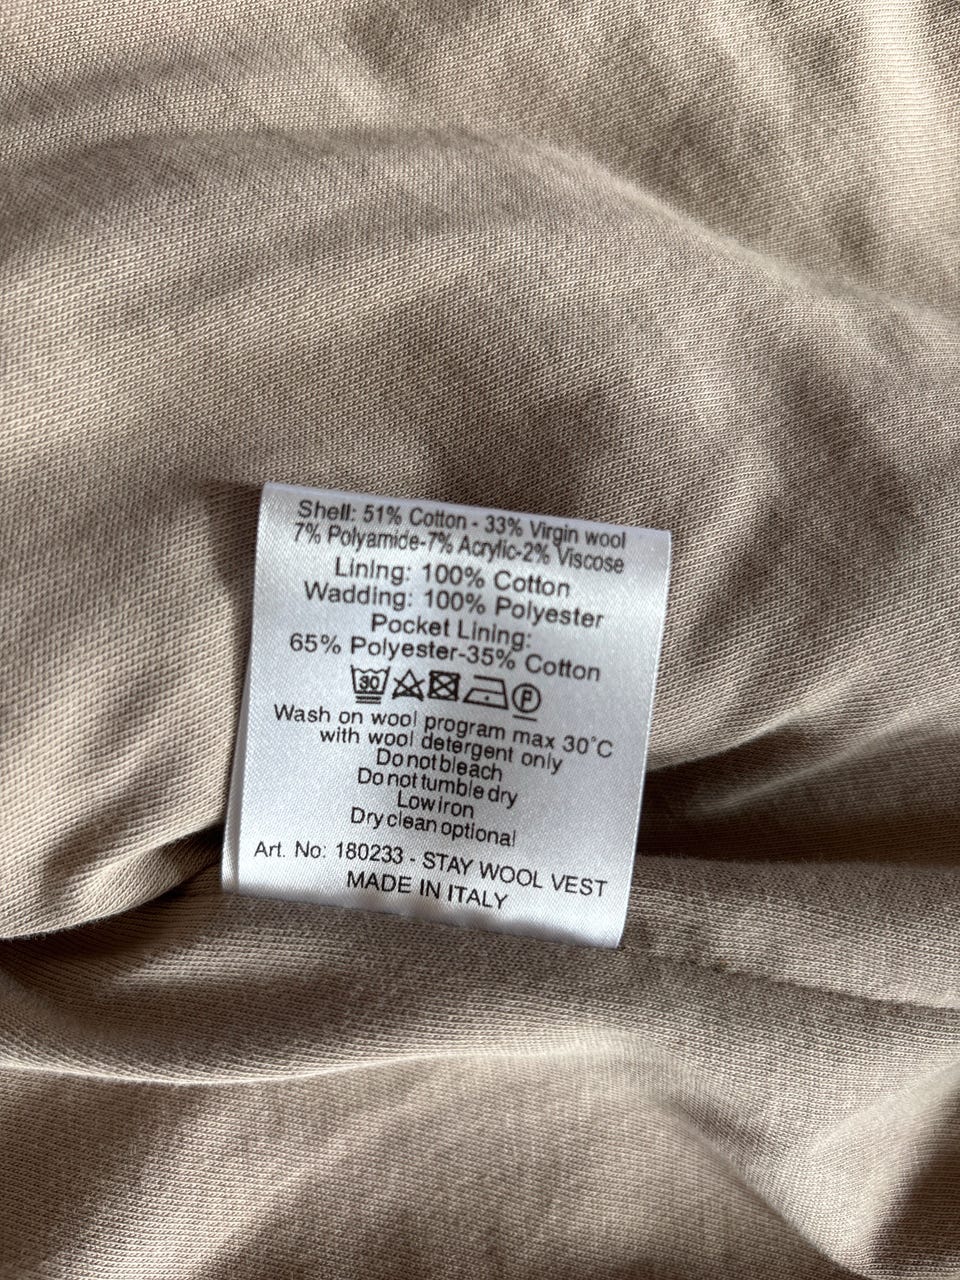 Shell: 51% Cotton - 33% Virgin wool
7% Polyamide-7% Acrylic-2% Viscose
Lining: 100% Cotton
Wadding: 100% Polyester
Pocket Lining:
65% Polyester-35% Cotton
30 P
Wash on wool program max 30°C
with wool detergent only
Do not bleach
Do not tumble dry
Low iron
Dry clean optional
Art. No: 180233 - STAY WOOL VEST
MADE IN ITALY